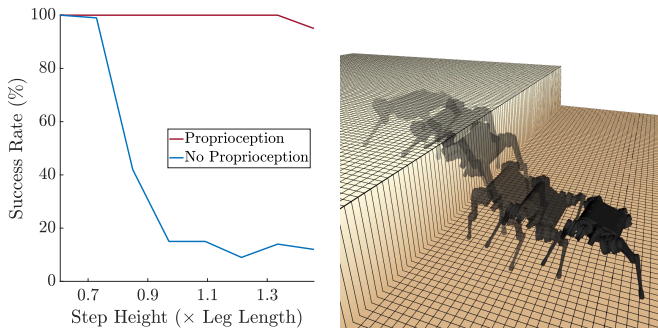 100
80
60
40
20
0
Success Rate (%)
Proprioception
No Proprioception
0.7 0.9 1.1 1.3
Step Height (× Leg Length)